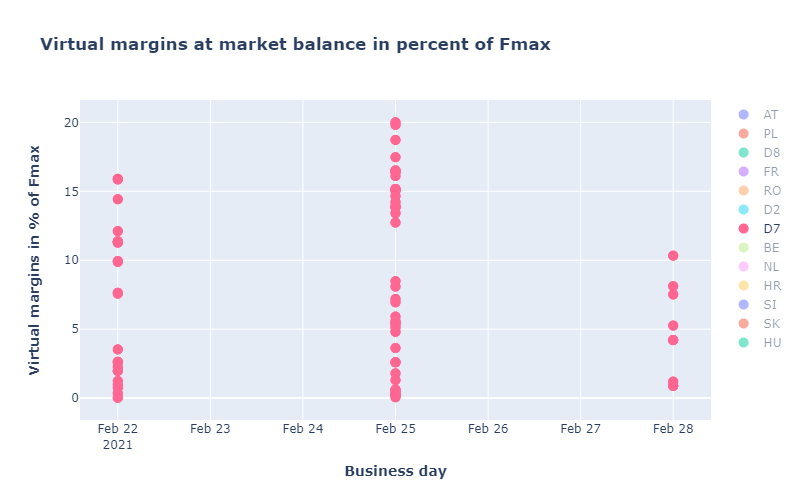 Virtual margins at market balance in percent of Fmax
Virtual margins in % of Fmax
20
15
10
5
0
Feb 22
2021
Feb 23
Feb 24
Feb 25
Feb 26
Feb 27
Feb 28
Business day
AT
PL
D8
FR
RO
D2
D7
BE
NL
HR
SI
SK
HU